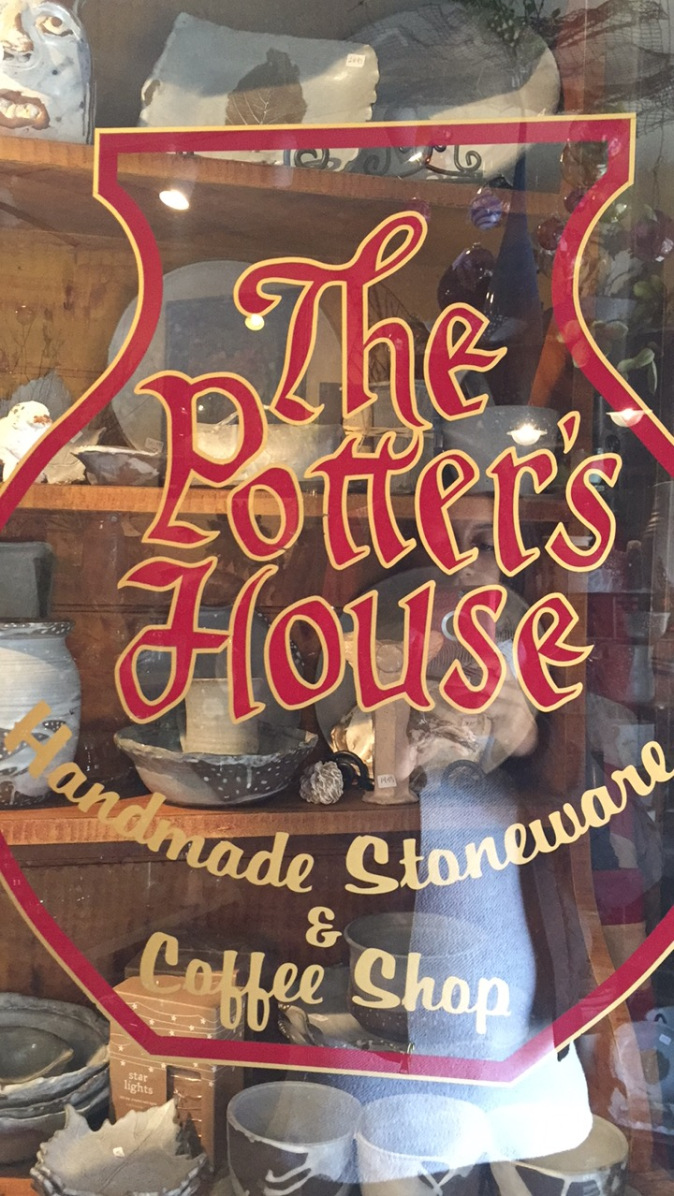 The
Potter's
House
Handmade Stoneware
&
Coffee Shop
star
lights